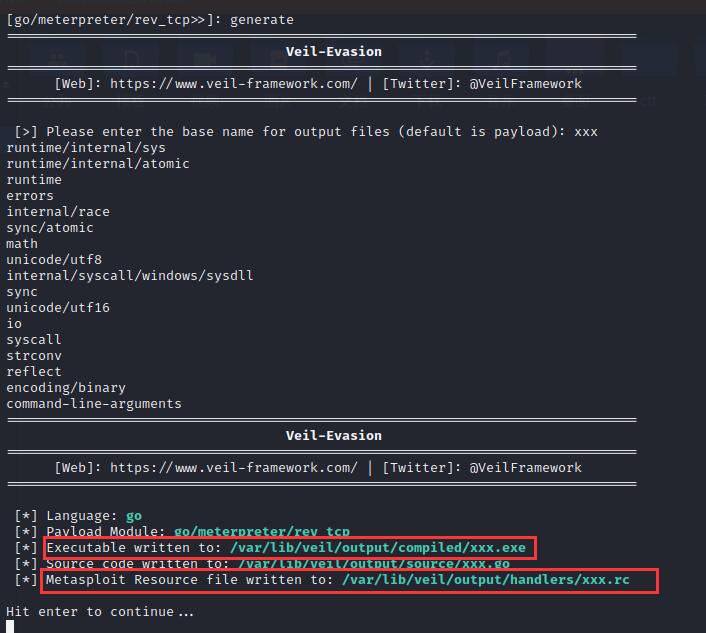 [go/meterpreter/rev_tcp>>]: generate
Veil-Evasion
[Web]: https://www.veil-framework.com/ | [Twitter]: @VeilFramework
[>] Please enter the base name for output files (default is payload): xxx
runtime/internal/sys
runtime/internal/atomic
runtime
errors
internal/race
sync/atomic
math
unicode/utf8
internal/syscall/windows/sysdll
sync
unicode/utf16
io
syscall
strconv
reflect
encoding/binary
command-line-arguments
Veil-Evasion
[Web]: https://www.veil-framework.com/ | [Twitter]: @VeilFramework
[*] Language: go
[*] Payload Module: go/meterpreter/rev_tcp
[*] Executable written to: /var/lib/veil/output/compiled/xxx.exe
[*] Source code written to: /var/lib/veil/output/source/xxx.go
[*] Metasploit Resource file written to: /var/lib/veil/output/handlers/xxx.rc
Hit enter to continue...